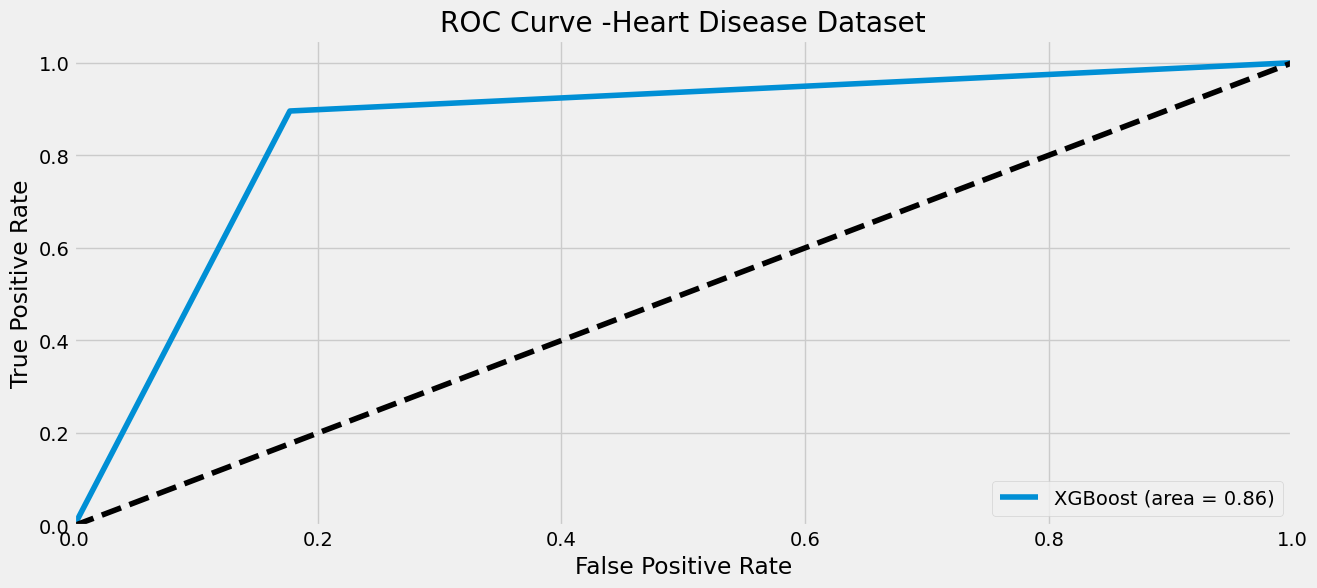 ROC Curve -Heart Disease Dataset
True Positive Rate
1.0
0.8
0.6
0.4
0.2
0.0
XGBoost (area = 0.86)
0.0 0.2 0.4 0.6 0.8 1.0
False Positive Rate